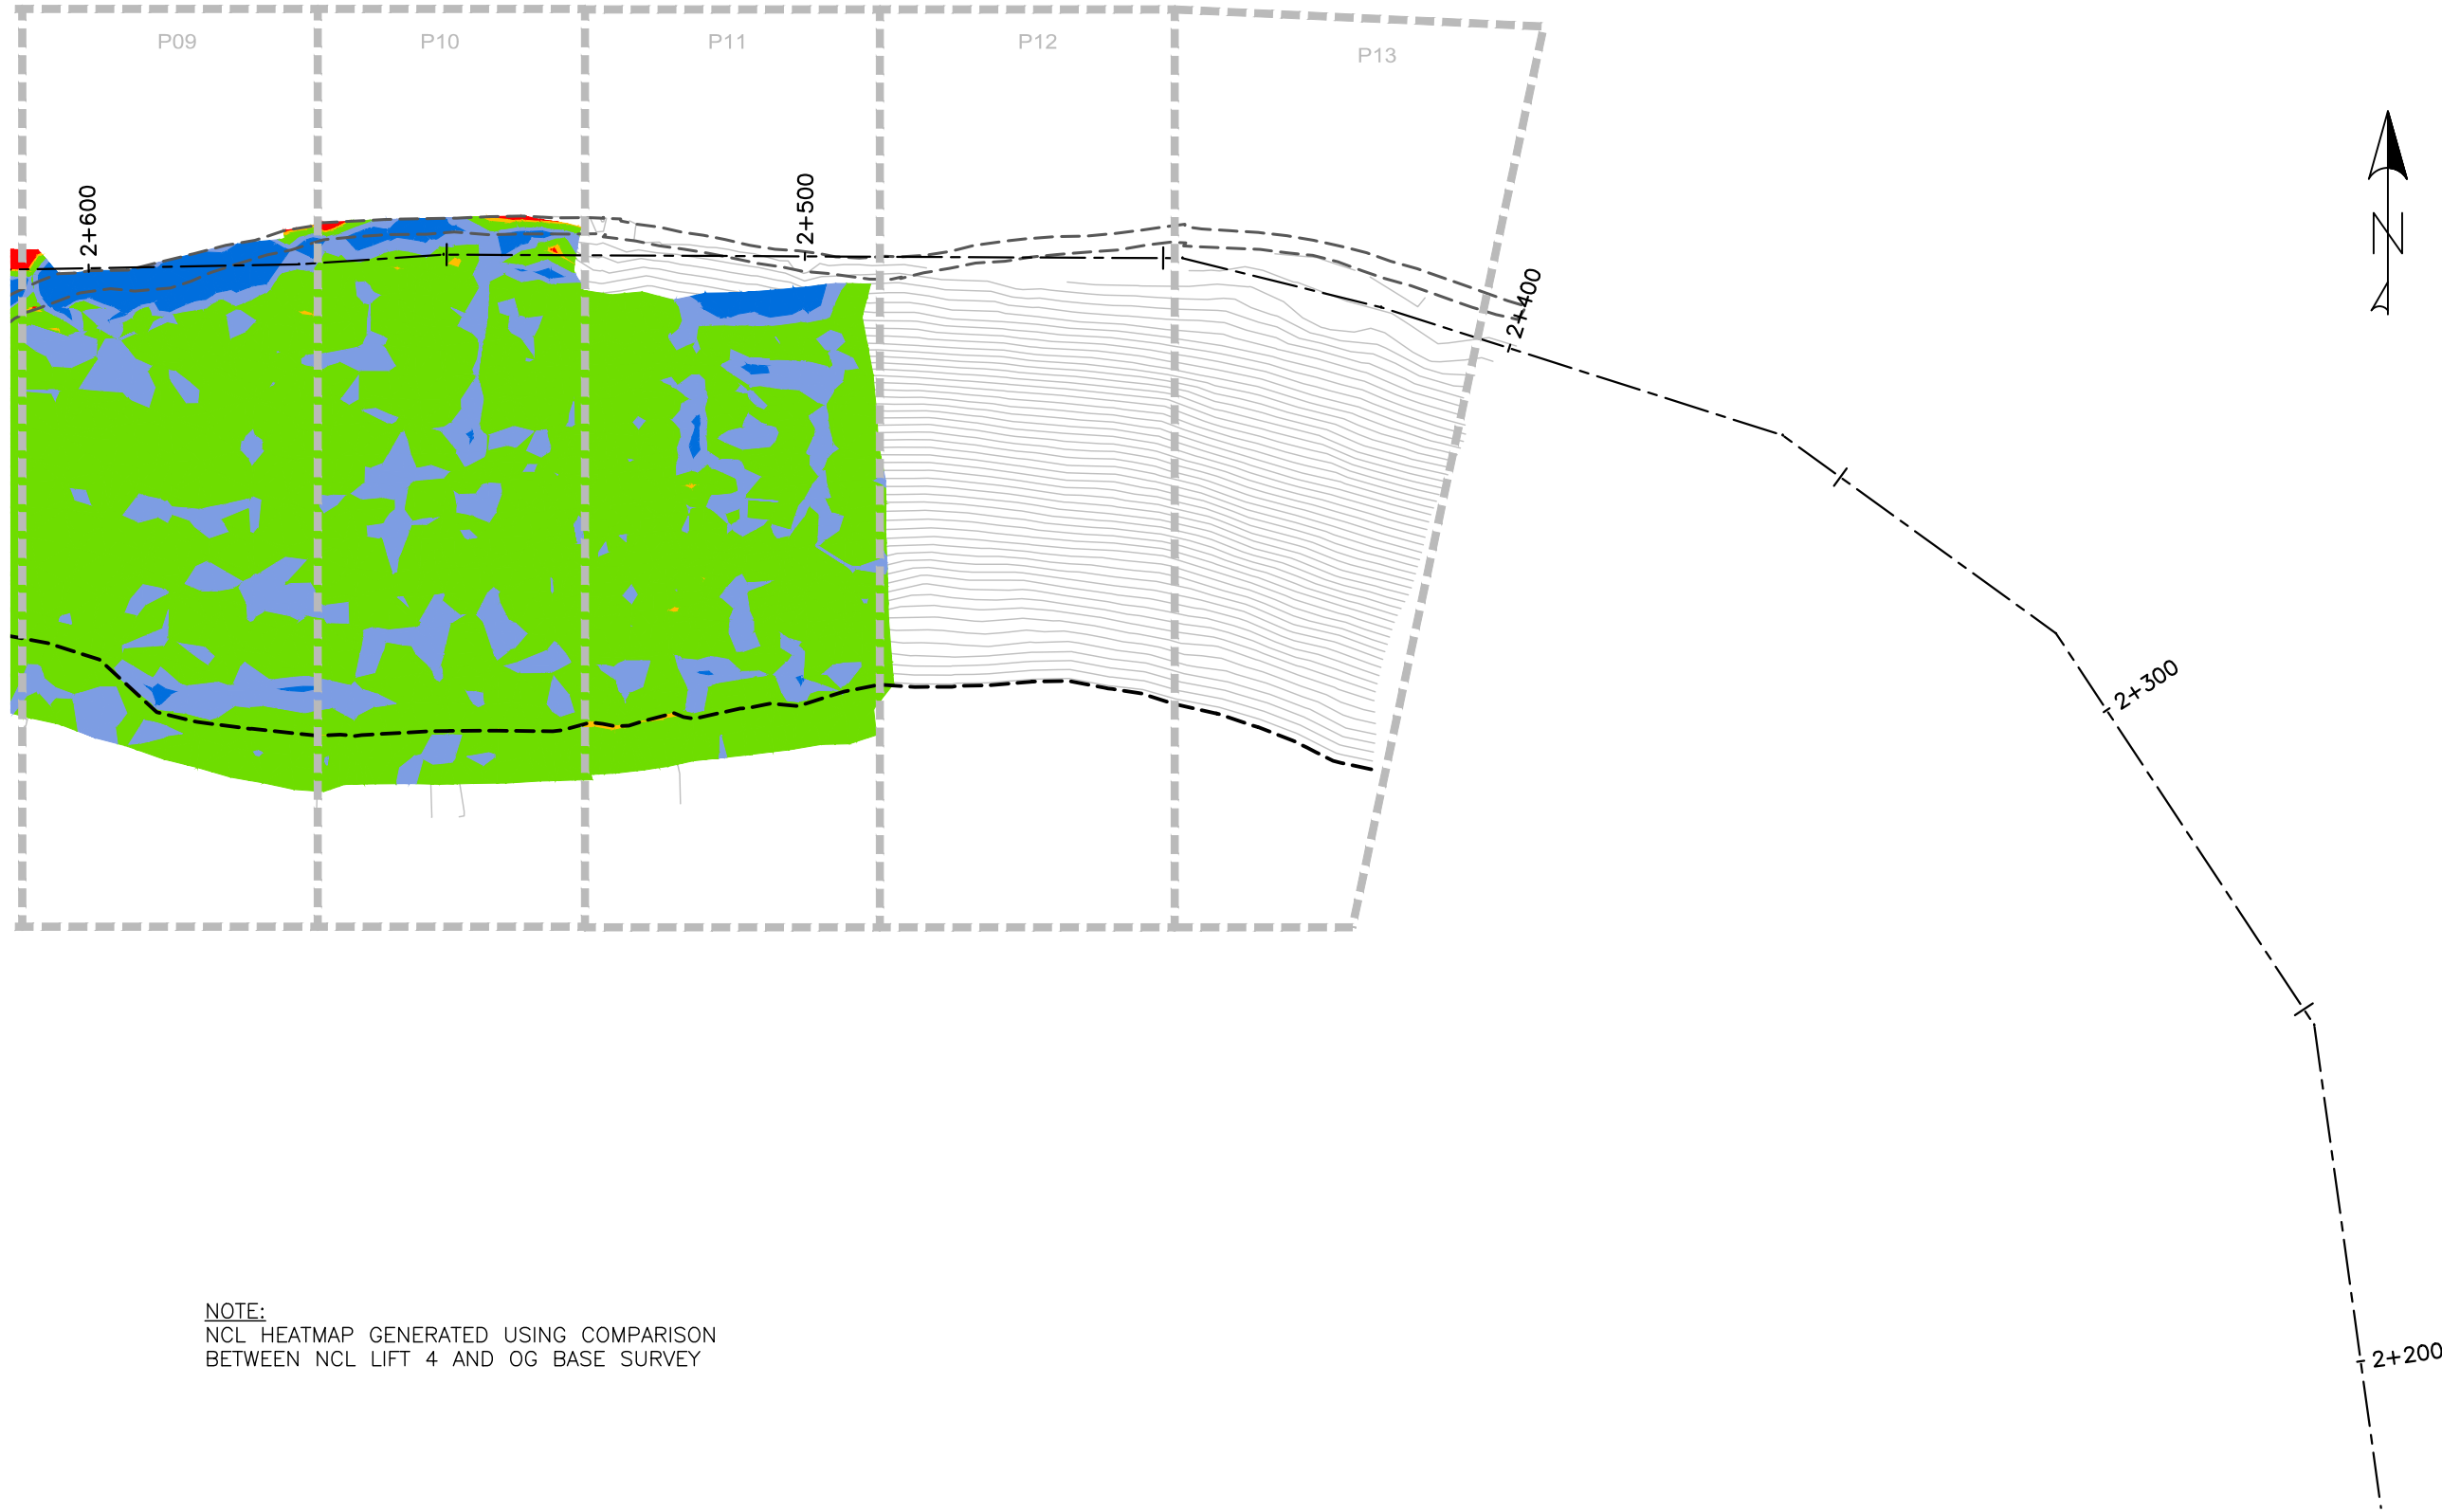 P09
P10
P11
P12
P13
2+600
2+500
2+400
N
2+300
NOTE:
NCL HEATMAP GENERATED USING COMPARISON
BETWEEN NCL LIFT 4 AND OG BASE SURVEY
2+200